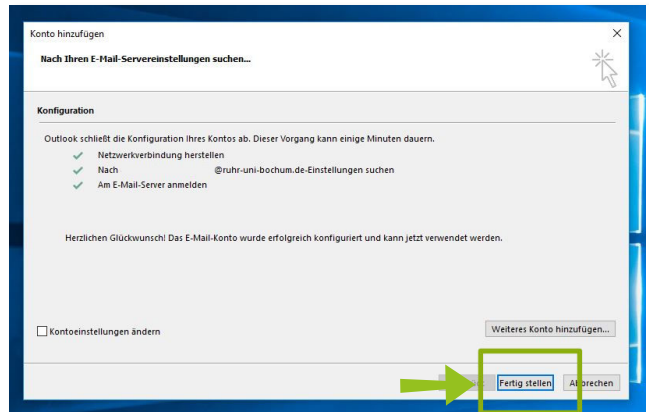 Konto hinzufügen
Nach Ihren E-Mail-Servereinstellungen suchen...
Konfiguration
Outlook schließt die Konfiguration Ihres Kontos ab. Dieser Vorgang kann einige Minuten dauern.
Netzwerkverbindung herstellen
Nach @ruhr-uni-bochum.de-Einstellungen suchen
Am E-Mail-Server anmelden
Herzlichen Glückwunsch! Das E-Mail-Konto wurde erfolgreich konfiguriert und kann jetzt verwendet werden.
Kontoeinstellungen ändern
Weiteres Konto hinzufügen...
Fertig stellen
Abbrechen